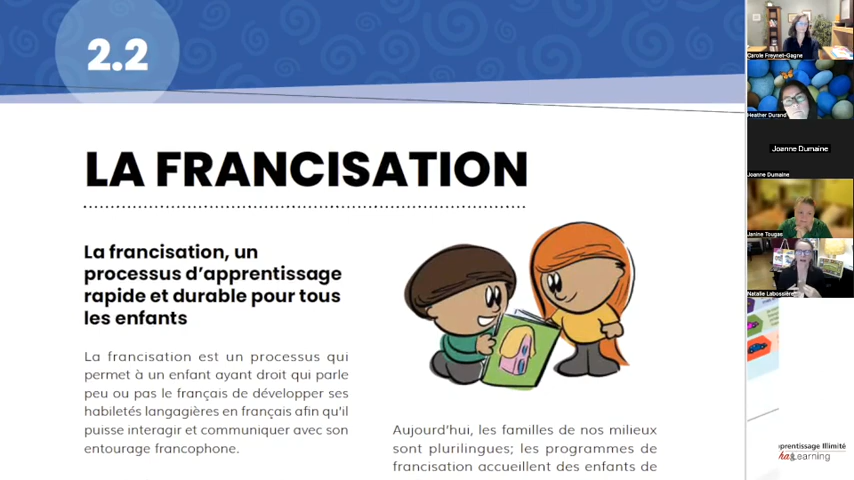 2.2
LA FRANCISATION
La francisation, un
processus d'apprentissage
rapide et durable pour tous
les enfants
La francisation est un processus qui
permet à un enfant ayant droit qui parle
peu ou pas le français de développer ses
habiletés langagières en français afin qu'il
puisse interagir et communiquer avec son
entourage francophone.
Aujourd'hui, les familles de nos milieux
sont plurilingues; les programmes de
francisation accueillent des enfants de
Carole Freynet-Gagne
Heather Durand
Joanne Dumaine
Joanne Dumaine
Janine Tougas
Natalie Labossière
pprentissage Illimité
Learning